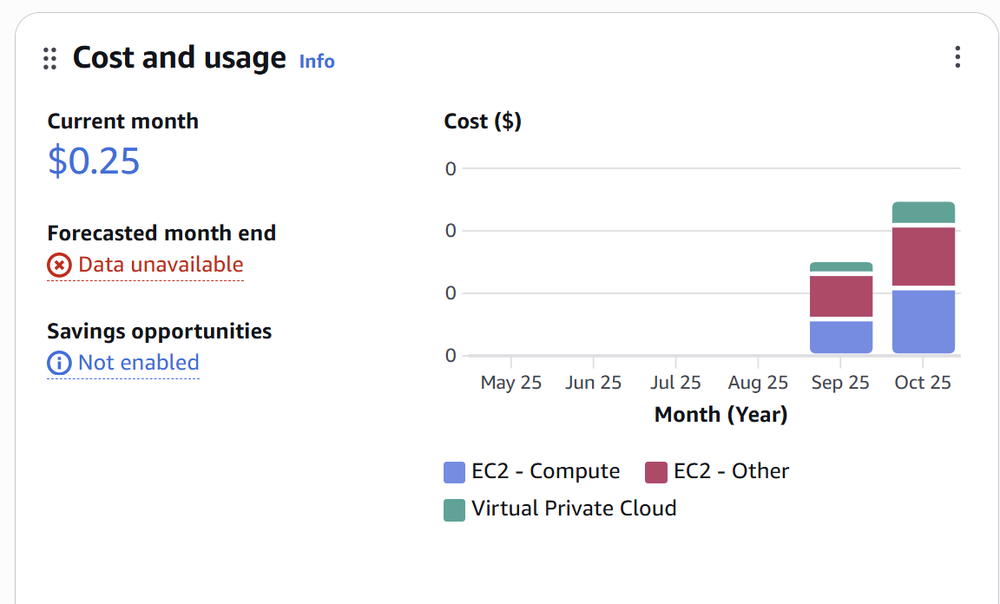 Cost and usage Info
Current month
$0.25
Forecasted month end
Data unavailable
Savings opportunities
Not enabled
Cost ($)
0
0
0
0
May 25 Jun 25 Jul 25 Aug 25 Sep 25 Oct 25
Month (Year)
EC2 - Compute EC2 - Other
Virtual Private Cloud